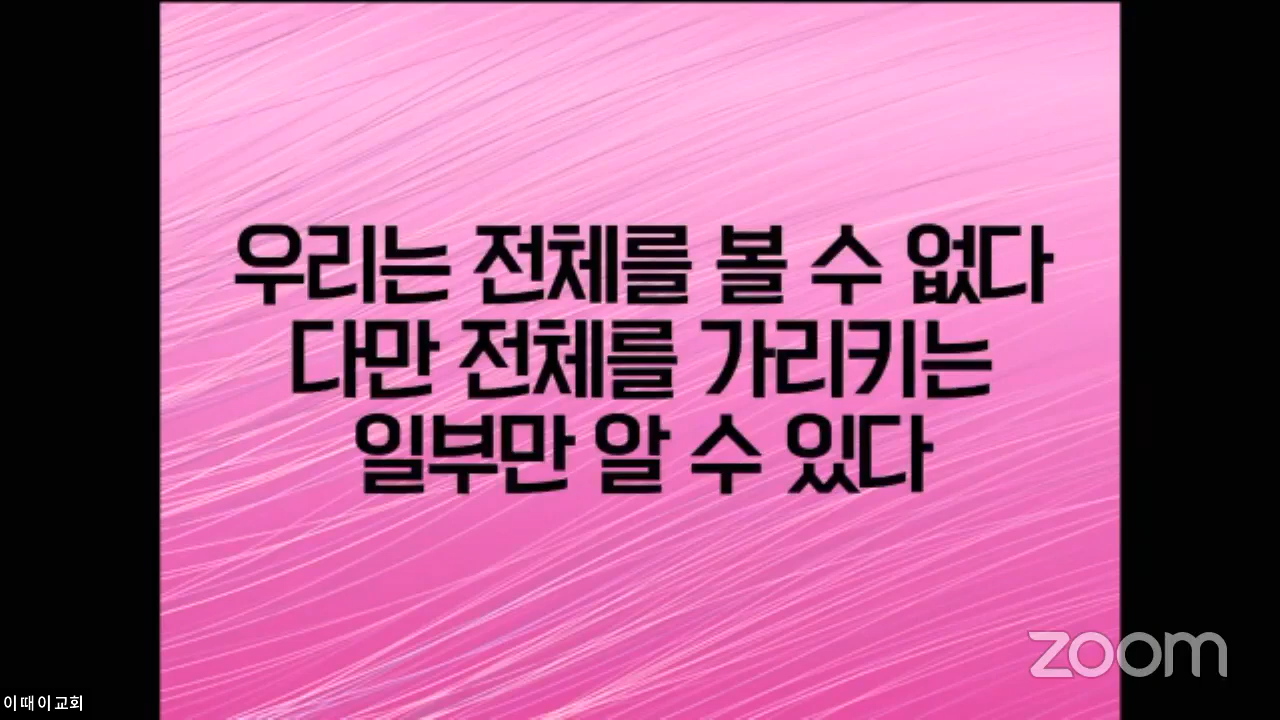 우리는 전체를 볼 수 없다
다만 전체를 가리키는
일부만 알 수 있다
zoom
이때이교회